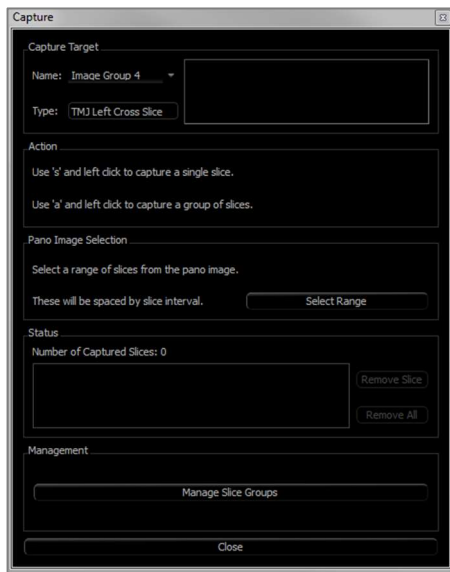 Capture
Capture Target
Name: Image Group 4
Type: TMJ Left Cross Slice
Action
Use 's' and left click to capture a single slice.
Use 'a' and left click to capture a group of slices.
Pano Image Selection
Select a range of slices from the pano image.
These will be spaced by slice interval. Select Range
Status
Number of Captured Slices: 0
Remove Slice
Remove All
Management
Manage Slice Groups
Close